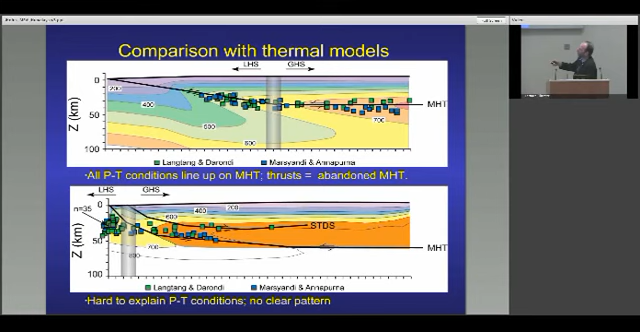 Comparison with thermal models
LHS GHS
0
200
400
600
800
700
50
100
Z (km)
MHT
Langtang & Darondi Marsyandi & Annapurna
·All P-T conditions line up on MHT; thrusts = abandoned MHT.
LHS GHS
n=35
0
600 400 200
STDS
50
700
800
MHT
100
Z (km)
Langtang & Darondi Marsyandi & Annapurna
·Hard to explain P-T conditions; no clear pattern